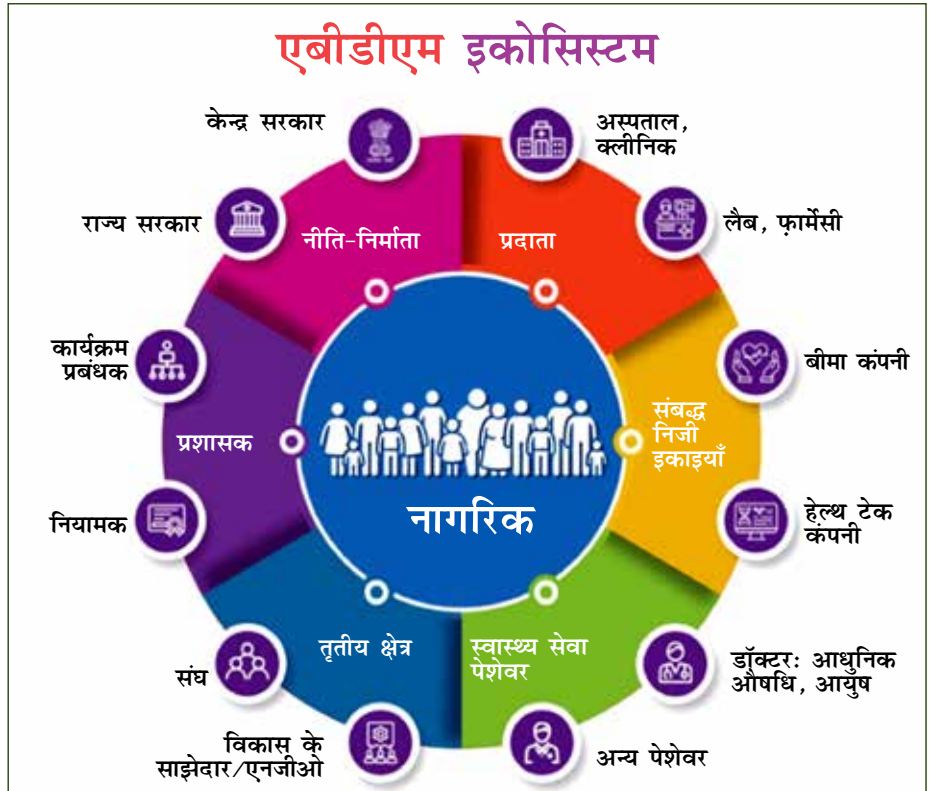 एबीडीएम इकोसिस्टम
केन्द्र सरकार
अस्पताल,
क्लीनिक
राज्य सरकार
लैब, फ़ार्मेसी
नीति-निर्माता
प्रदाता
कार्यक्रम
प्रबंधक
बीमा कंपनी
प्रशासक
संबद्ध
निजी
इकाइयाँ
नागरिक
नियामक
हेल्थ टेक
कंपनी
तृतीय क्षेत्र
स्वास्थ्य सेवा
पेशेवर
संघ
डॉक्टर: आधुनिक
औषधि, आयुष
विकास के
साझेदार/एनजीओ
अन्य पेशेवर